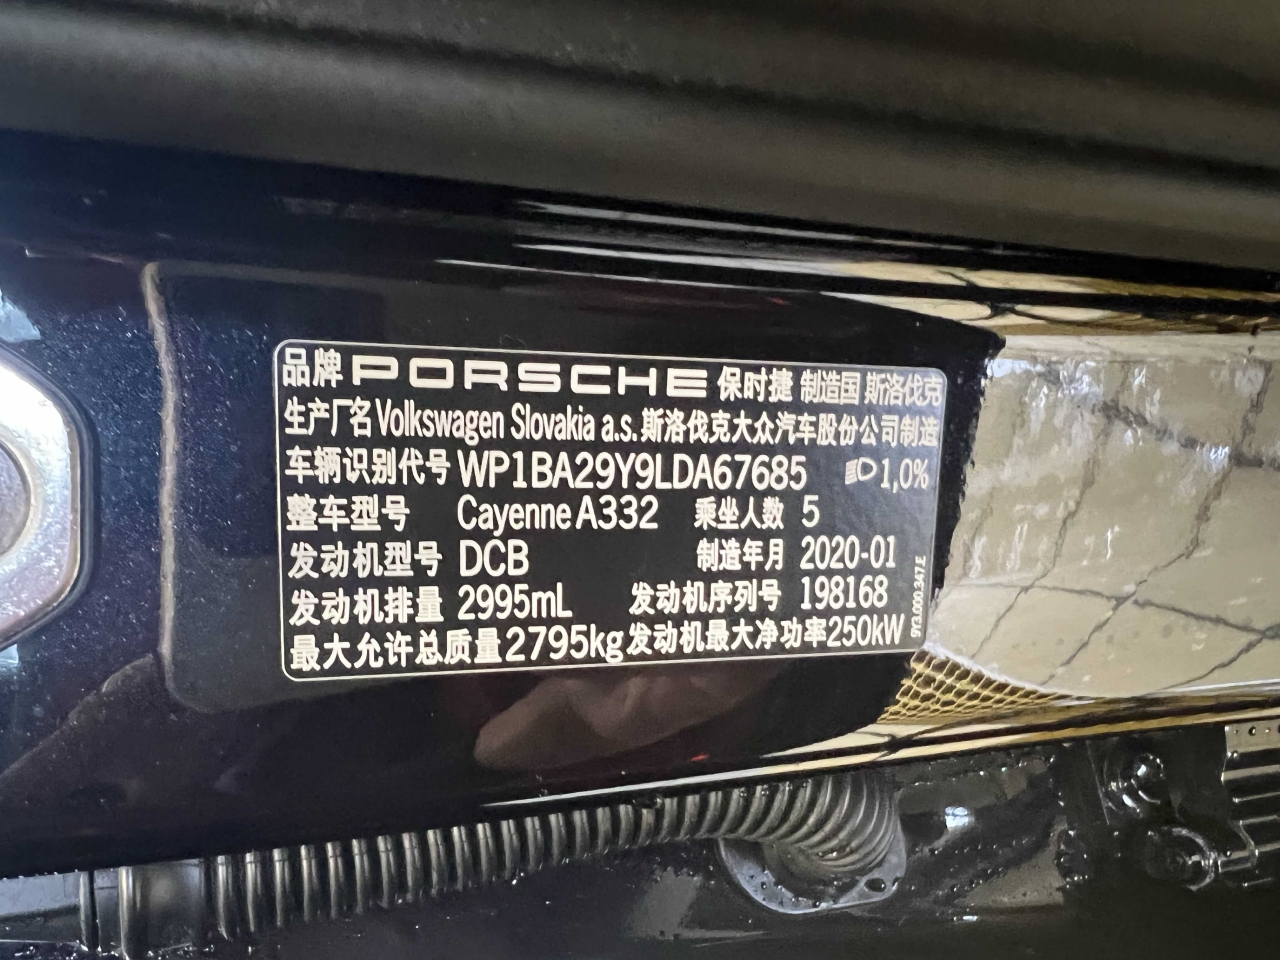 品牌 PORSCHE 保时捷 制造国 斯洛伐克
生产厂名 Volkswagen Slovakia a.s. 斯洛伐克大众汽车股份公司制造
车辆识别代号 WP1BA29Y9LDA67685 1,0%
整车型号 Cayenne A332 乘坐人数 5
发动机型号 DCB 制造年月 2020-01
发动机排量 2995mL 发动机序列号 198168
最大允许总质量 2795kg 发动机最大净功率 250kW
9Y3.000.347.E